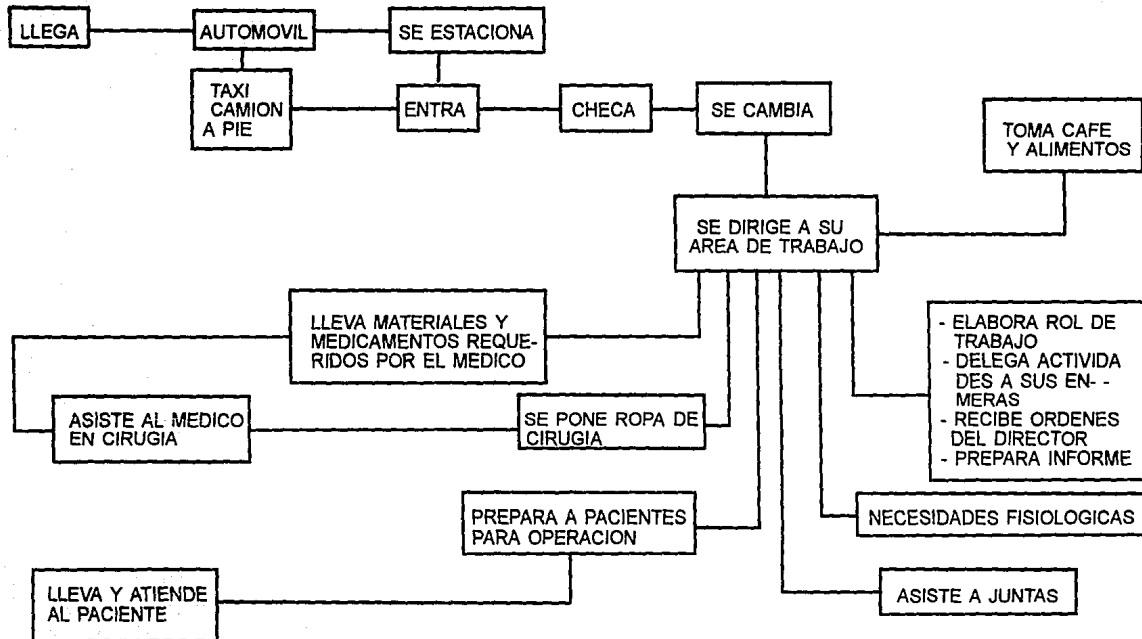 LLEGA
AUTOMOVIL
SE ESTACIONA
TAXI
CAMION
A PIE
ENTRA
CHECA
SE CAMBIA
TOMA CAFE
Y ALIMENTOS
SE DIRIGE A SU
AREA DE TRABAJO
LLEVA MATERIALES Y
MEDICAMENTOS REQUE-
RIDOS POR EL MEDICO
- ELABORA ROL DE
TRABAJO
- DELEGA ACTIVIDA
DES A SUS EN- -
MERAS
- RECIBE ORDENES
DEL DIRECTOR
- PREPARA INFORME
ASISTE AL MEDICO
EN CIRUGIA
SE PONE ROPA DE
CIRUGIA
PREPARA A PACIENTES
PARA OPERACION
NECESIDADES FISIOLOGICAS
LLEVA Y ATIENDE
AL PACIENTE
ASISTE A JUNTAS